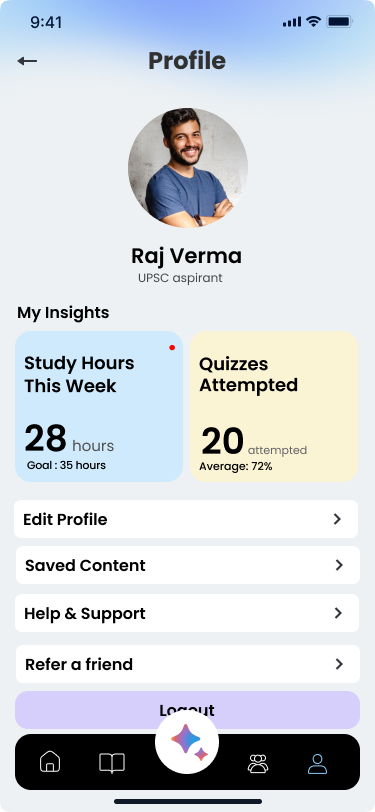 9:41
Profile
Raj Verma
UPSC aspirant
My Insights
Study Hours
This Week
28 hours
Goal : 35 hours
Quizzes
Attempted
20 attempted
Average: 72%
Edit Profile
Saved Content
Help & Support
Refer a friend
Logout